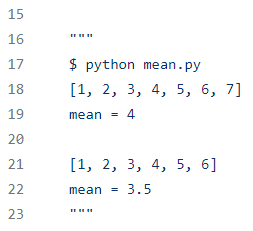 15
16 """
17 $ python mean.py
18 [1, 2, 3, 4, 5, 6, 7]
19 mean = 4
20
21 [1, 2, 3, 4, 5, 6]
22 mean = 3.5
23 """